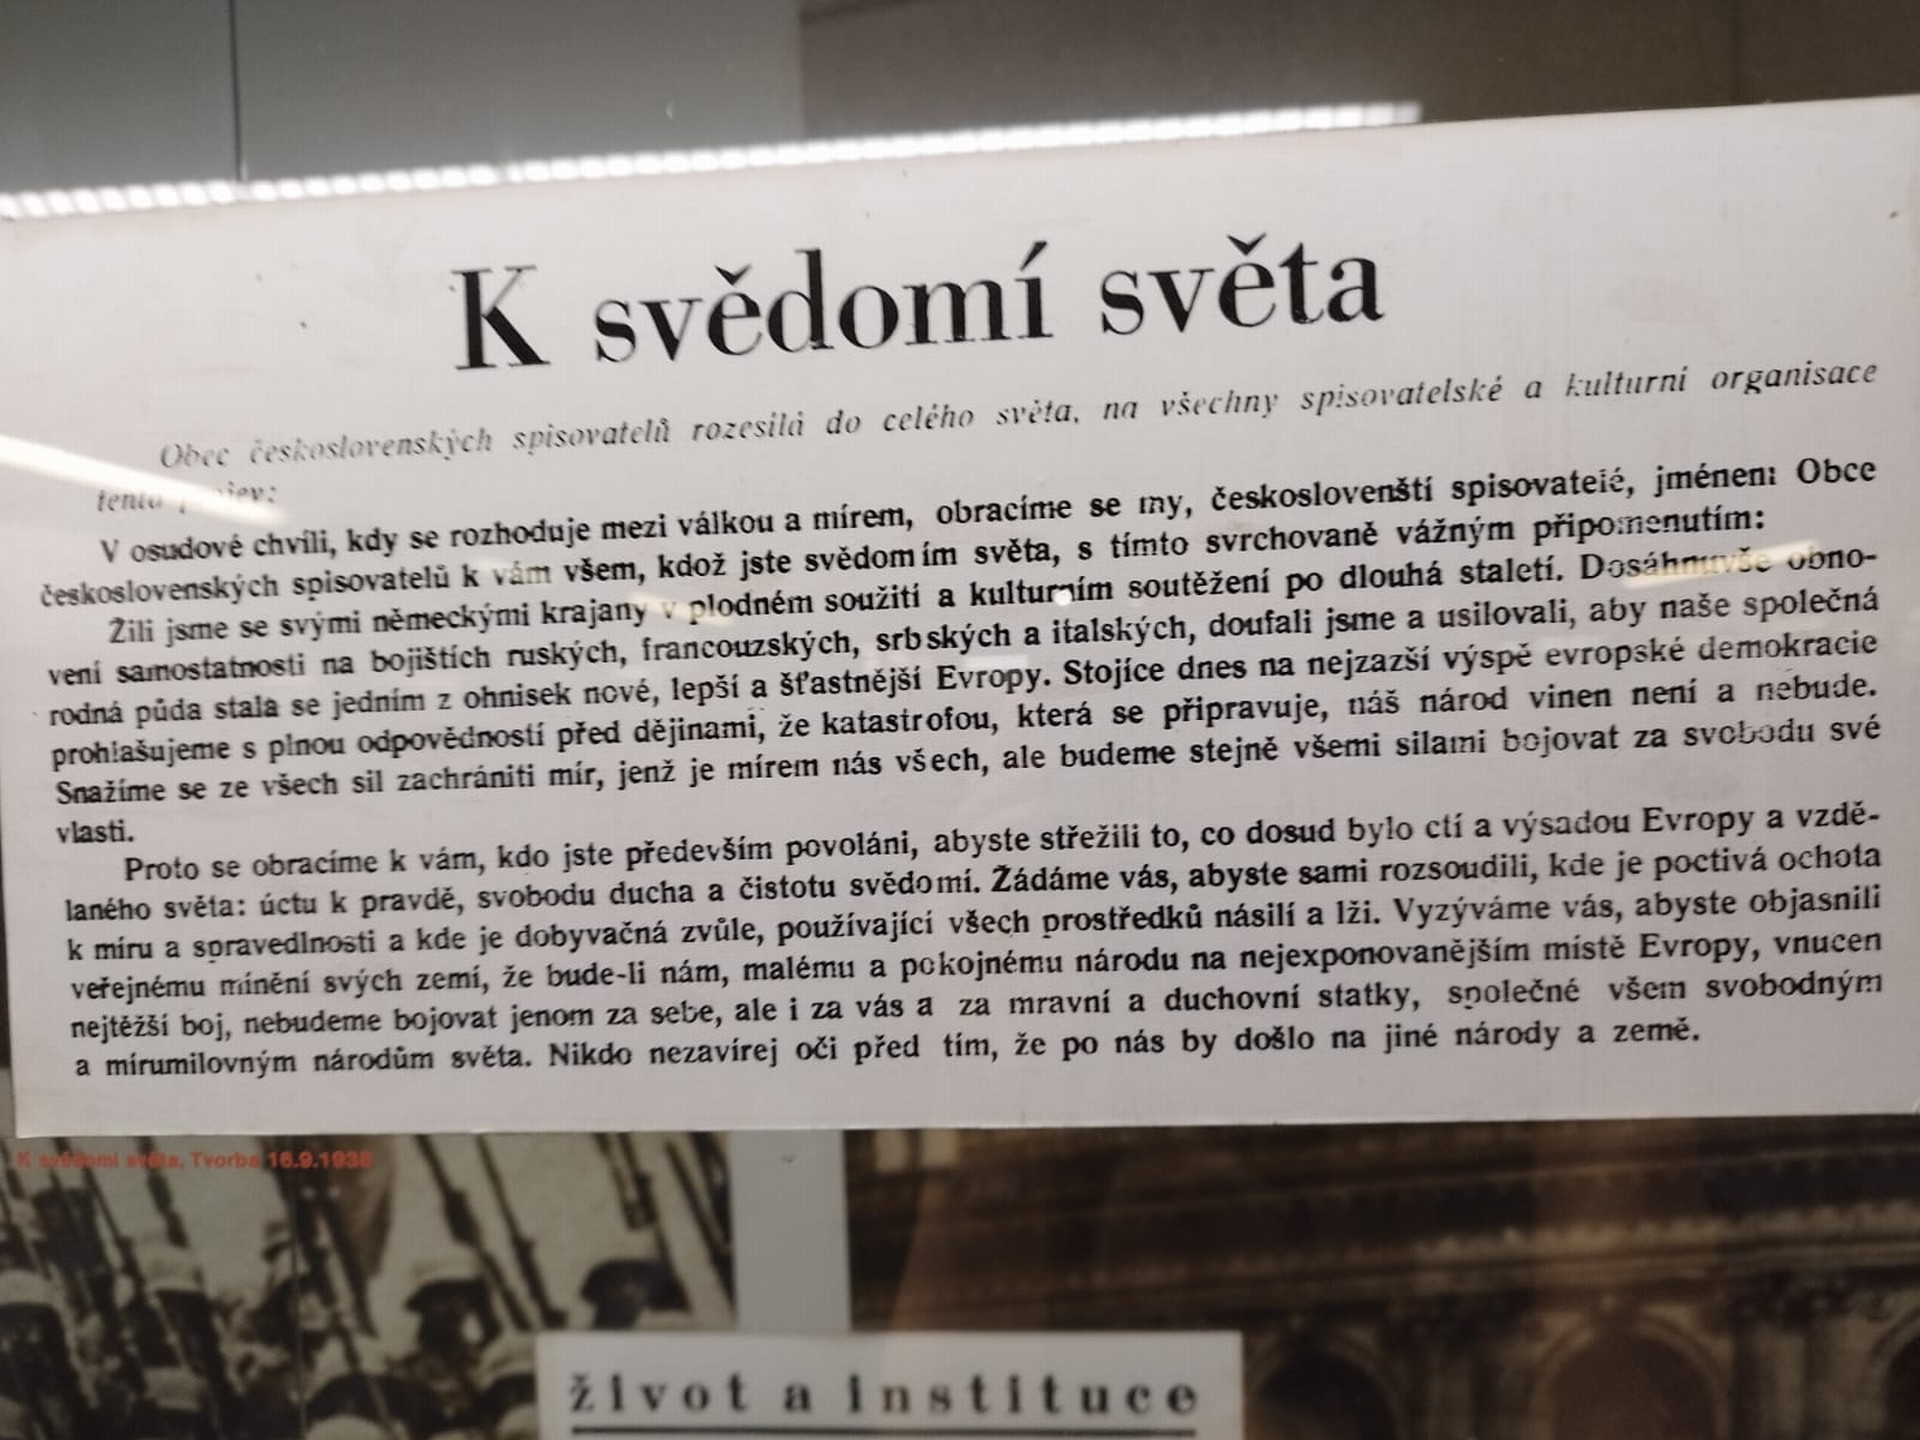 K svědomí světa
Obec československých spisovatelů rozesílá do celého světa, na všechny spisovatelské a kulturní organisace
tento projev:
V osudové chvíli, kdy se rozhoduje mezi válkou a mírem, obracíme se my, českoslovenští spisovatelé, jménem Obce
československých spisovatelů k vám všem, kdož jste svědomím světa, s tímto svrchovaně vážným připomenutím:
Žili jsme se svými německými krajany v plodném soužití a kulturním soutěžení po dlouhá staletí. Dosáhnuvše obno-
vení samostatnosti na bojištích ruských, francouzských, srbských a italských, doufali jsme a usilovali, aby naše společná
rodná půda stala se jedním z ohnisek nové, lepší a šťastnější Evropy. Stojíce dnes na nejzazší výspě evropské demokracie
prohlašujeme s plnou odpovědností před dějinami, že katastrofou, která se připravuje, náš národ vinen není a nebude.
Snažíme se ze všech sil zachrániti mír, jenž je mírem nás všech, ale budeme stejně všemi silami bojovat za svobodu své
vlasti.
Proto se obracíme k vám, kdo jste především povoláni, abyste střežili to, co dosud bylo ctí a výsadou Evropy a vzdě-
laného světa: úctu k pravdě, svobodu ducha a čistotu svědomí. Žádáme vás, abyste sami rozsoudili, kde je poctivá ochota
k míru a spravedlnosti a kde je dobyvačná zvůle, používající všech prostředků násilí a lži. Vyzýváme vás, abyste objasnili
veřejnému mínění svých zemí, že bude-li nám, malému a pokojnému národu na nejexponovanějším místě Evropy, vnucen
nejtěžší boj, nebudeme bojovat jenom za sebe, ale i za vás a za mravní a duchovní statky, společné všem svobodným
a mírumilovným národům světa. Nikdo nezavírej oči před tím, že po nás by došlo na jiné národy a země.
K svědomí světa, Tvorba 16.9.1938
život a instituce